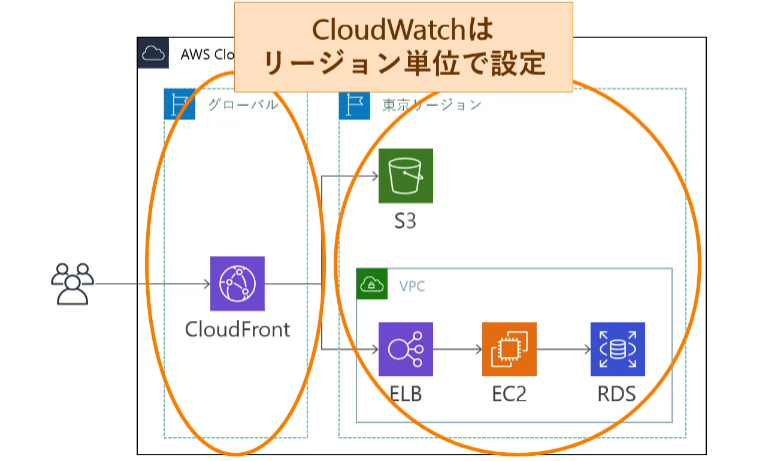 CloudWatchは
リージョン単位で設定
AWS Clo
グローバル
東京リージョン
S3
VPC
CloudFront
ELB
EC2
RDS